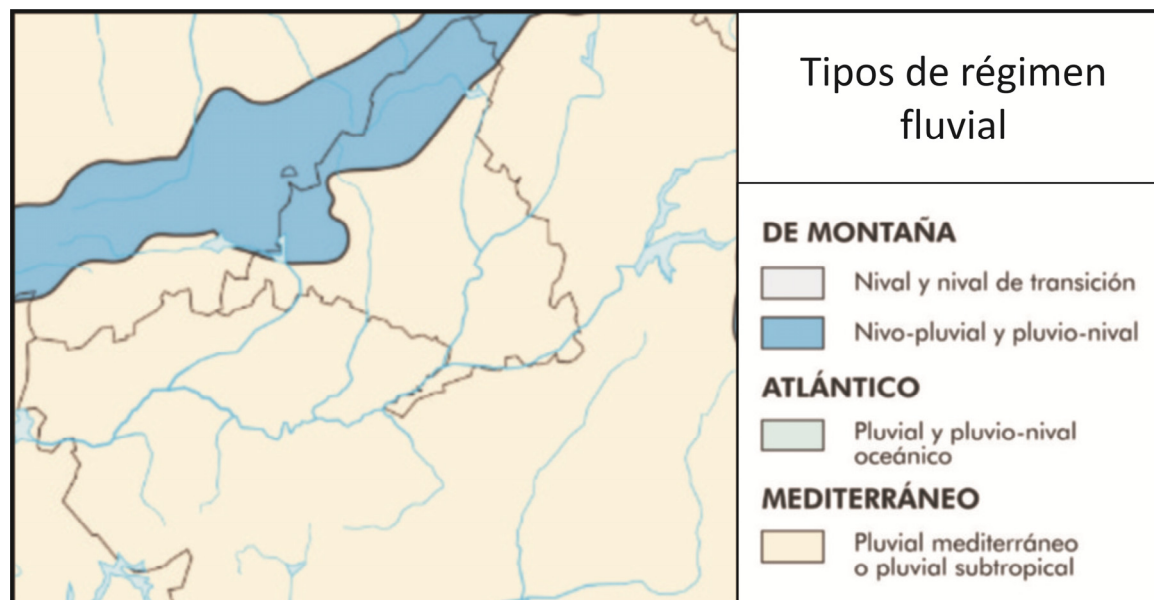 Tipos de régimen
fluvial
DE MONTAÑA
Nival y nival de transición
Nivo-pluvial y pluvio-nival
ATLÁNTICO
Pluvial y pluvio-nival
oceánico
MEDITERRÁNEO
Pluvial mediterráneo
o pluvial subtropical